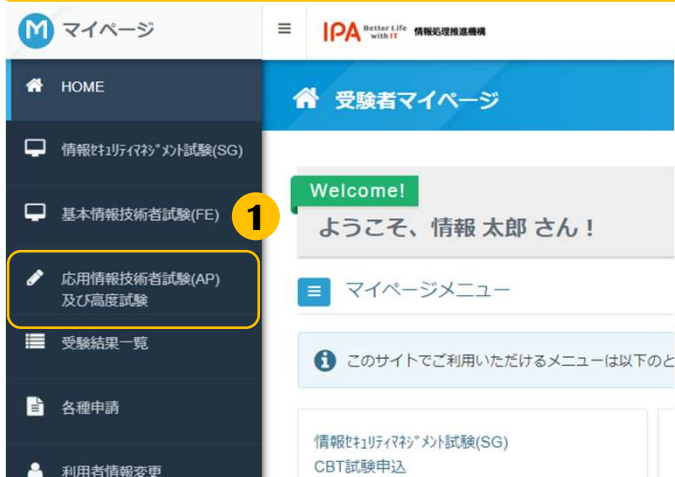 M マイページ
IPA Better Life with IT 情報処理推進機構
HOME
情報ｾｷｭﾘﾃｨﾏﾈｼﾞﾒﾝﾄ試験(SG)
基本情報技術者試験(FE)
1
応用情報技術者試験(AP)
及び高度試験
受験結果一覧
各種申請
利用者情報変更
受験者マイページ
Welcome!
ようこそ、情報 太郎 さん！
マイページメニュー
このサイトでご利用いただけるメニューは以下のと
情報ｾｷｭﾘﾃｨﾏﾈｼﾞﾒﾝﾄ試験(SG)
CBT試験申込